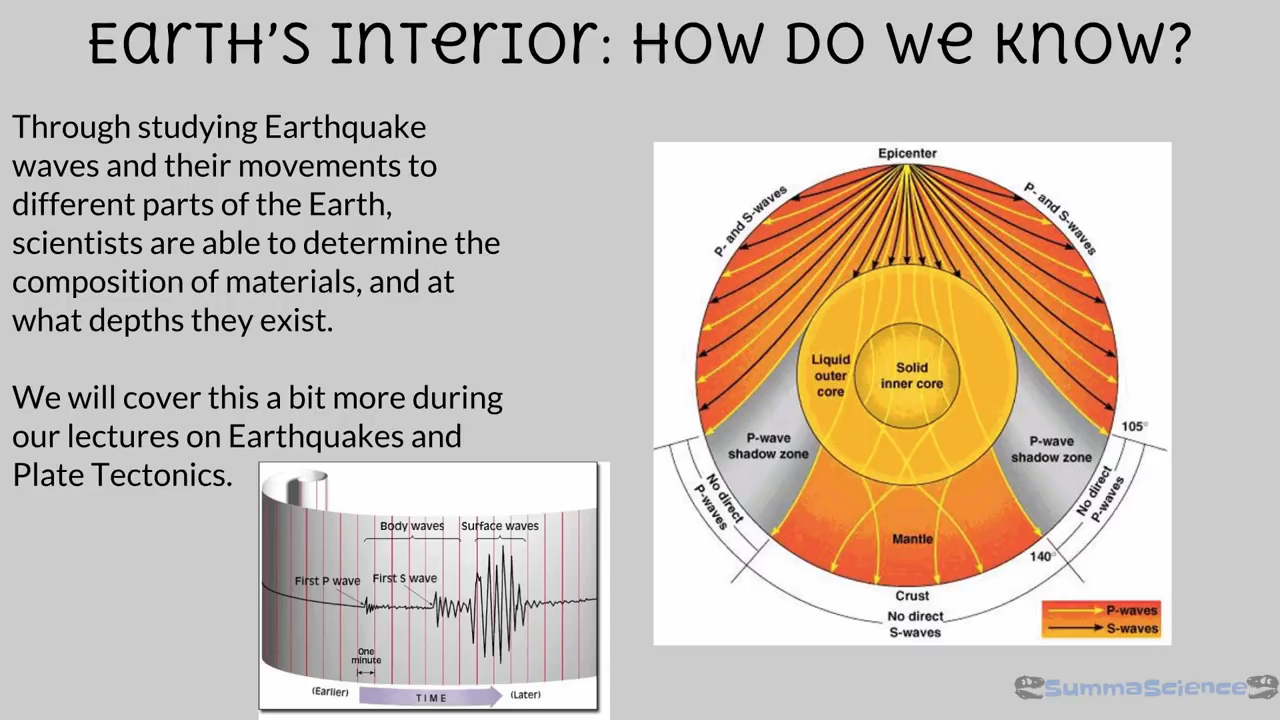 Earth's Interior: How Do We Know?
Through studying Earthquake
waves and their movements to
different parts of the Earth,
scientists are able to determine the
composition of materials, and at
what depths they exist.
We will cover this a bit more during
our lectures on Earthquakes and
Plate Tectonics.
Body waves
Surface waves
First P wave
First S wave
One
minute
(Earlier)
TIME
(Later)
Epicenter
P- and S-waves
P- and S-waves
Liquid
outer
core
Solid
inner core
P-wave
shadow zone
P-wave
shadow zone
105°
No direct
P-waves
No direct
P-waves
Mantle
140°
Crust
No direct
S-waves
P-waves
S-waves
SummaScience